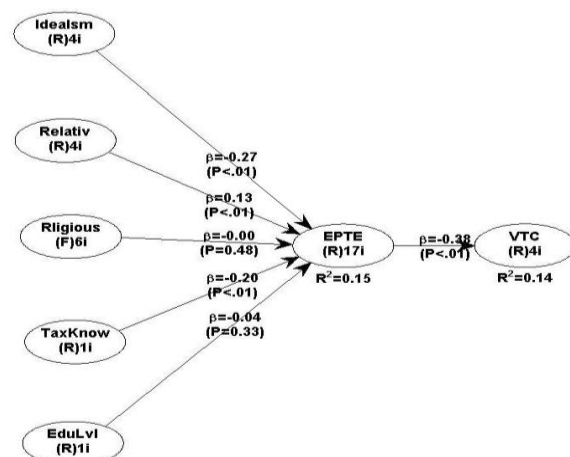 Idealsm
(R)4i
Relativ
(R)4i
β=-0.27
(P<.01)
β=0.13
(P<.01)
Rligious
(F)6i
β=-0.00
(P=0.48)
EPTE
(R)17i
R²=0.15
β=-0.38
(P<.01)
VTC
(R)4i
R²=0.14
TaxKnow
(R)1i
β=-0.20
(P<.01)
β=-0.04
(P=0.33)
EduLvl
(R)1i